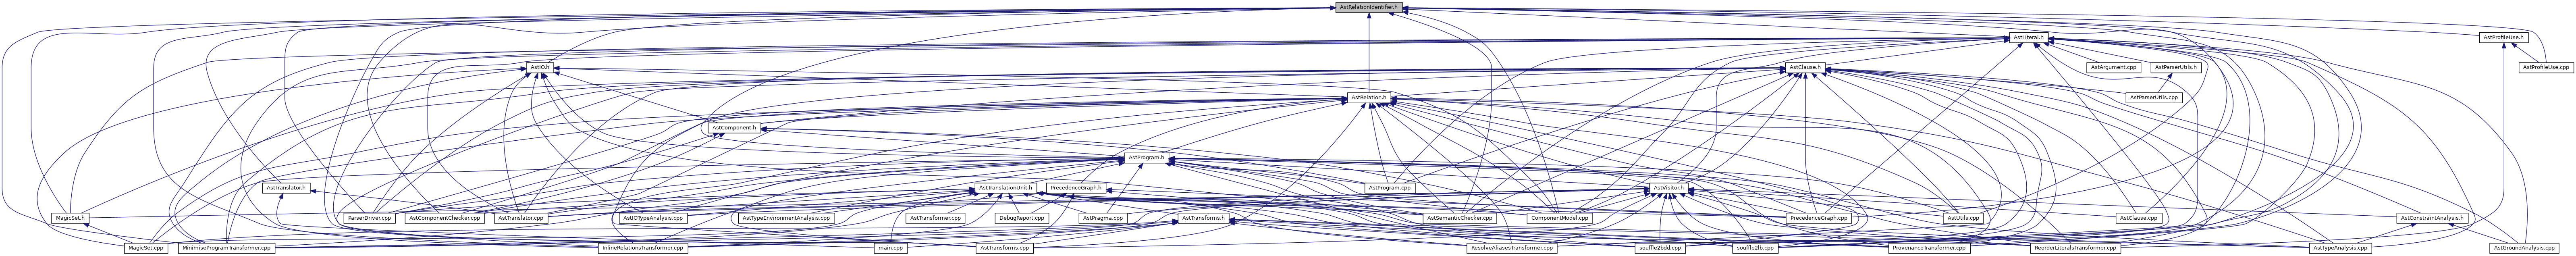 AstRelationIdentifier.h
AstLiteral.h
AstProfileUse.h
AstIO.h
AstClause.h
AstArgument.cpp
AstParserUtils.h
AstProfileUse.cpp
AstRelation.h
AstParserUtils.cpp
AstComponent.h
AstProgram.h
AstTranslator.h
AstTranslationUnit.h
PrecedenceGraph.h
AstProgram.cpp
AstVisitor.h
MagicSet.h
ParserDriver.cpp
AstComponentChecker.cpp
AstTranslator.cpp
AstIOTypeAnalysis.cpp
AstTypeEnvironmentAnalysis.cpp
AstTransformer.cpp
DebugReport.cpp
AstPragma.cpp
AstTransforms.h
AstSemanticChecker.cpp
ComponentModel.cpp
PrecedenceGraph.cpp
AstUtils.cpp
AstClause.cpp
AstConstraintAnalysis.h
MagicSet.cpp
MinimiseProgramTransformer.cpp
InlineRelationsTransformer.cpp
main.cpp
AstTransforms.cpp
ResolveAliasesTransformer.cpp
souffle2bdd.cpp
souffle2lb.cpp
ProvenanceTransformer.cpp
ReorderLiteralsTransformer.cpp
AstTypeAnalysis.cpp
AstGroundAnalysis.cpp